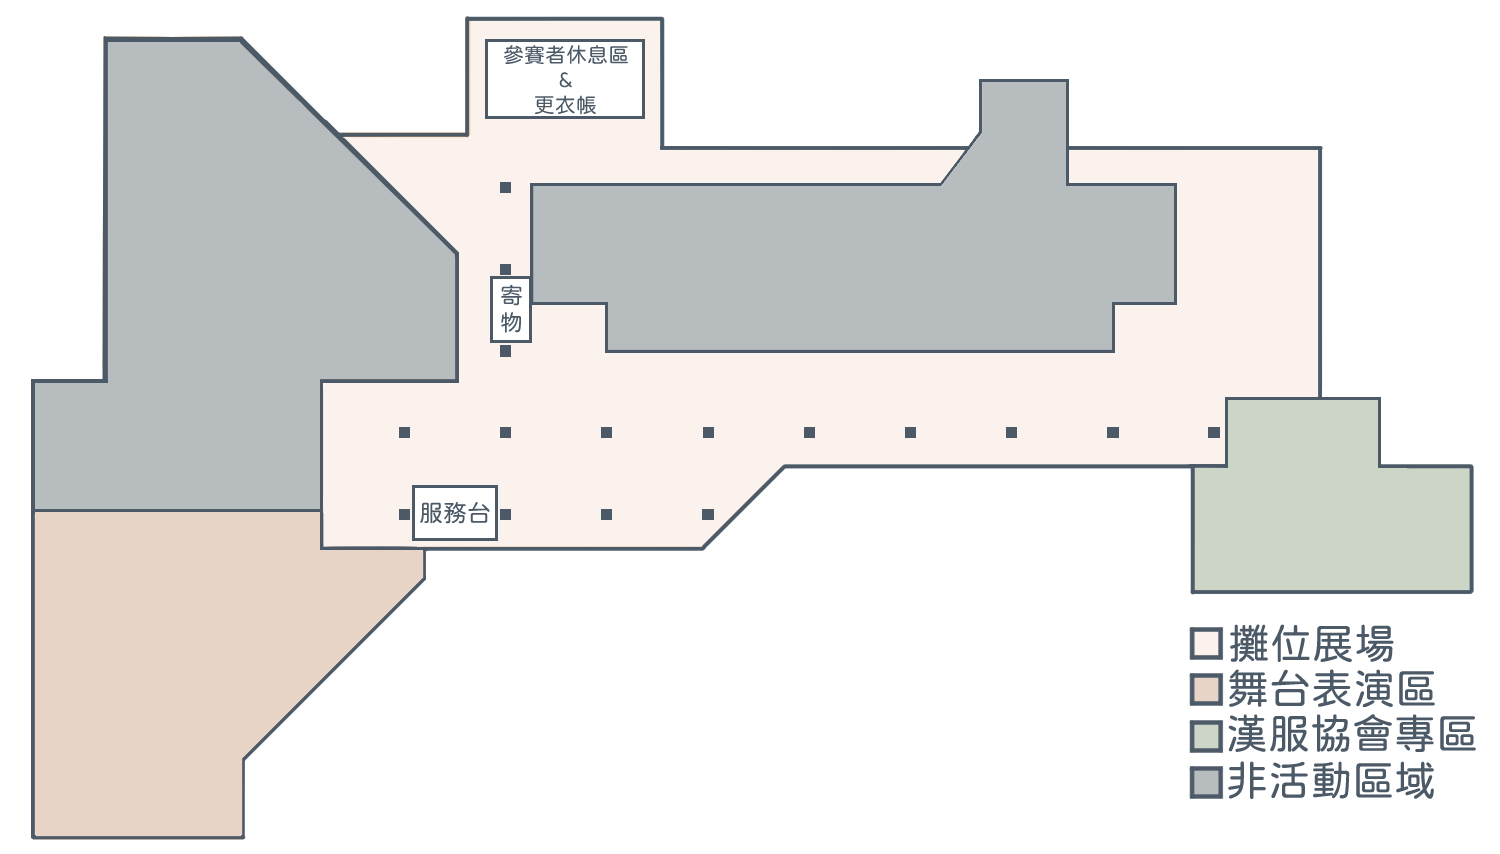 參賽者休息區
&
更衣帳
寄
物
服務台
攤位展場
舞台表演區
漢服協會專區
非活動區域